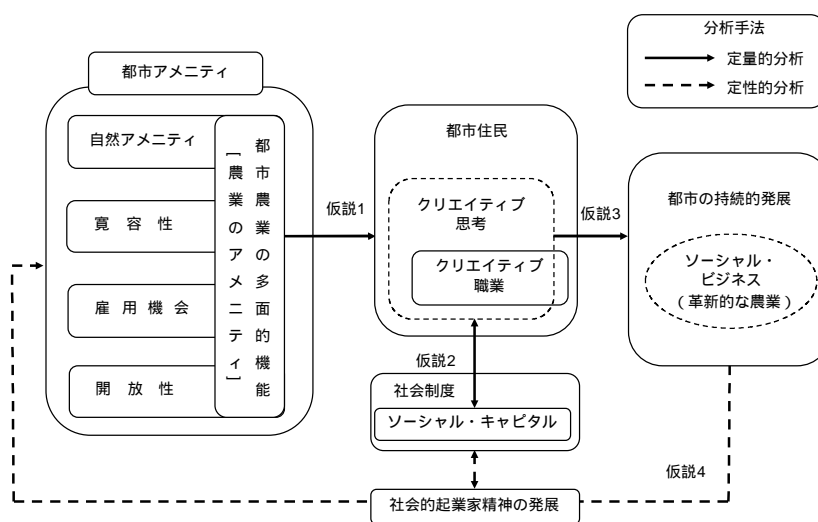 分析手法
定量的分析
定性的分析
都市アメニティ
自然アメニティ
寛容性
雇用機会
開放性
都市農業の多面的機能
[農業のアメニティ]
仮説1
都市住民
クリエイティブ
思考
クリエイティブ
職業
仮説3
都市の持続的発展
ソーシャル・
ビジネス
(革新的な農業)
仮説2
社会制度
ソーシャル・キャピタル
仮説4
社会的起業家精神の発展